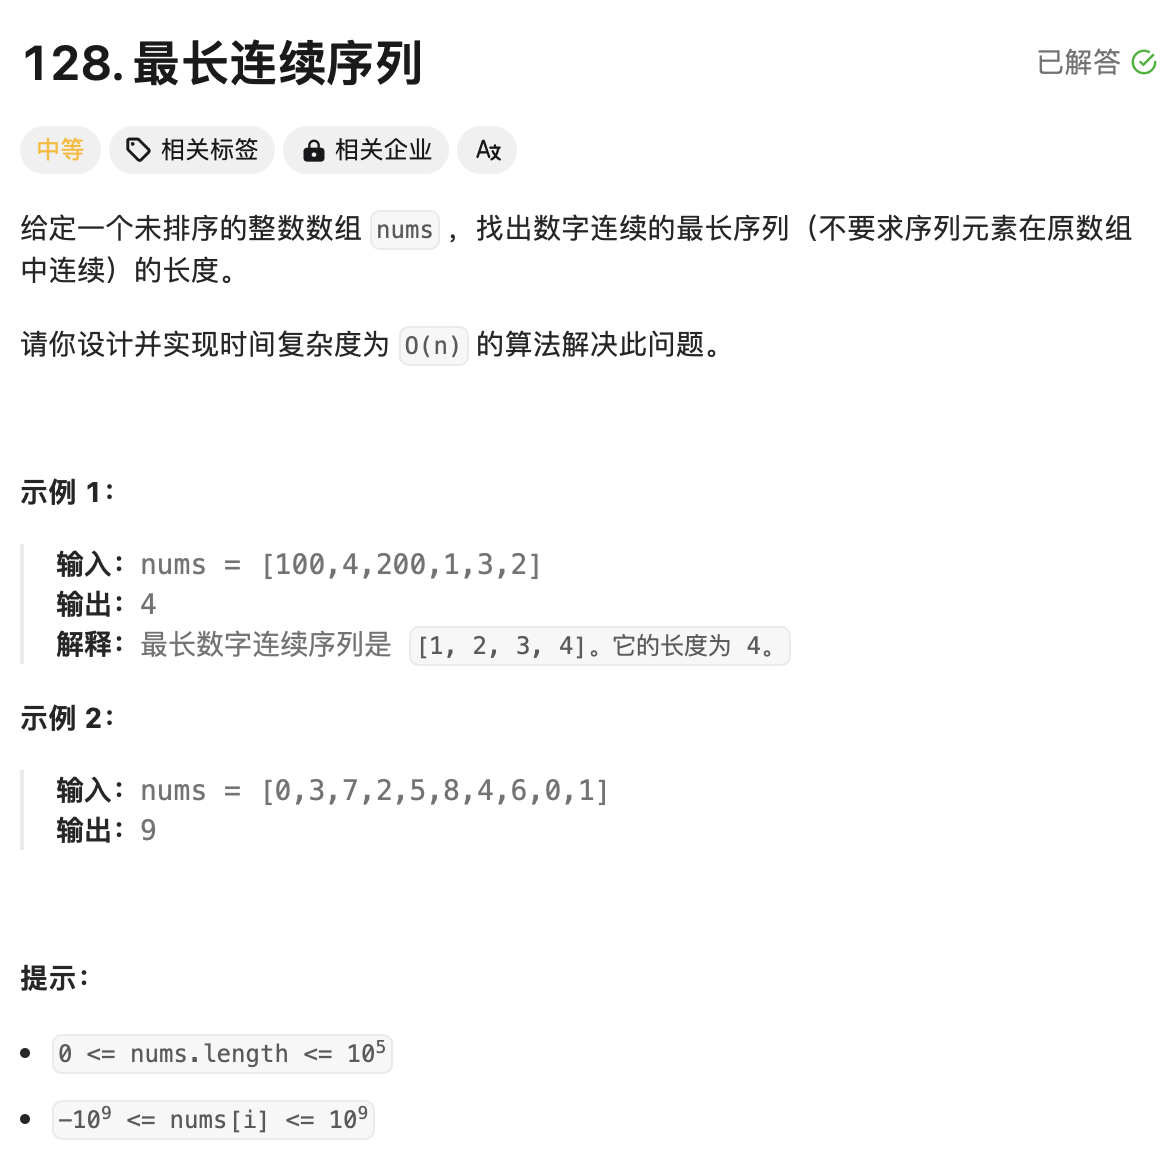 128. 最长连续序列
已解答
中等 相关标签 相关企业
给定一个未排序的整数数组 nums ，找出数字连续的最长序列（不要求序列元素在原数组
中连续）的长度。
请你设计并实现时间复杂度为 O(n) 的算法解决此问题。
示例 1：
输入：nums = [100,4,200,1,3,2]
输出：4
解释：最长数字连续序列是 [1, 2, 3, 4]。它的长度为 4。
示例 2：
输入：nums = [0,3,7,2,5,8,4,6,0,1]
输出：9
提示：
• 0 <= nums.length <= 10⁵
• -10⁹ <= nums[i] <= 10⁹